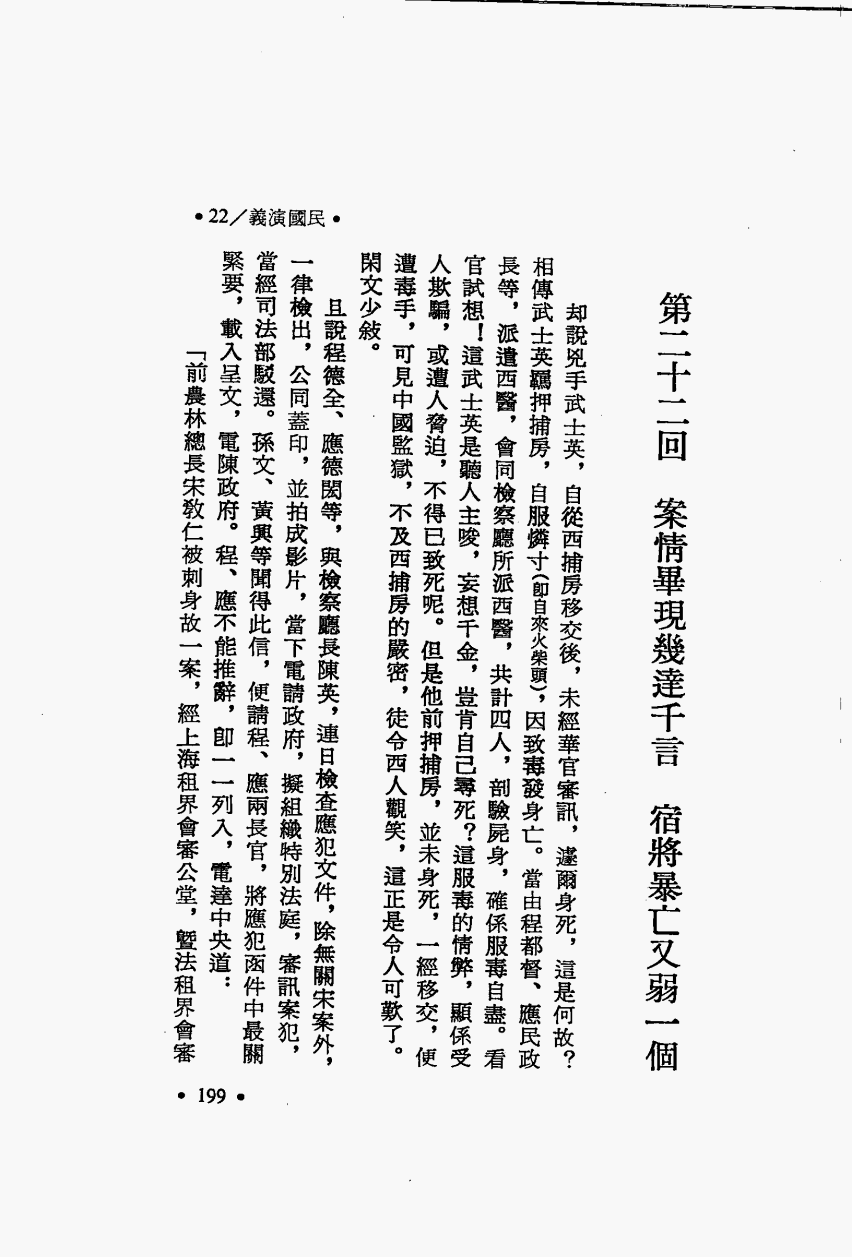 •22／義演國民•
第二十二回　案情畢現幾達千言　宿將暴亡又弱一個
却說兇手武士英，自從西捕房移交後，未經華官審訊，遽爾身死，這是何故？
相傳武士英羈押捕房，自服燐寸（卽自來火柴頭），因致毒發身亡。當由程都督、應民政
長等，派遣西醫，會同檢察廳所派西醫，共計四人，剖驗屍身，確係服毒自盡。看
官試想！這武士英是聽人主唆，妄想千金，豈肯自己尋死？這服毒的情弊，顯係受
人欺騙，或遭人脅迫，不得已致死呢。但是他前押捕房，並未身死，一經移交，便
遭毒手，可見中國監獄，不及西捕房的嚴密，徒令西人觀笑，這正是令人可歎了。
閑文少敍。
且說程德全、應德閎等，與檢察廳長陳英，連日檢查應犯文件，除無關宋案外，
一律檢出，公同蓋印，並拍成影片，當下電請政府，擬組織特別法庭，審訊案犯，
當經司法部駁還。孫文、黃興等聞得此信，便請程、應兩長官，將應犯函件中最關
緊要，載入呈文，電陳政府。程、應不能推辭，卽一一列入，電達中央道：
「前農林總長宋敎仁被刺身故一案，經上海租界會審公堂，曁法租界會審
•199•